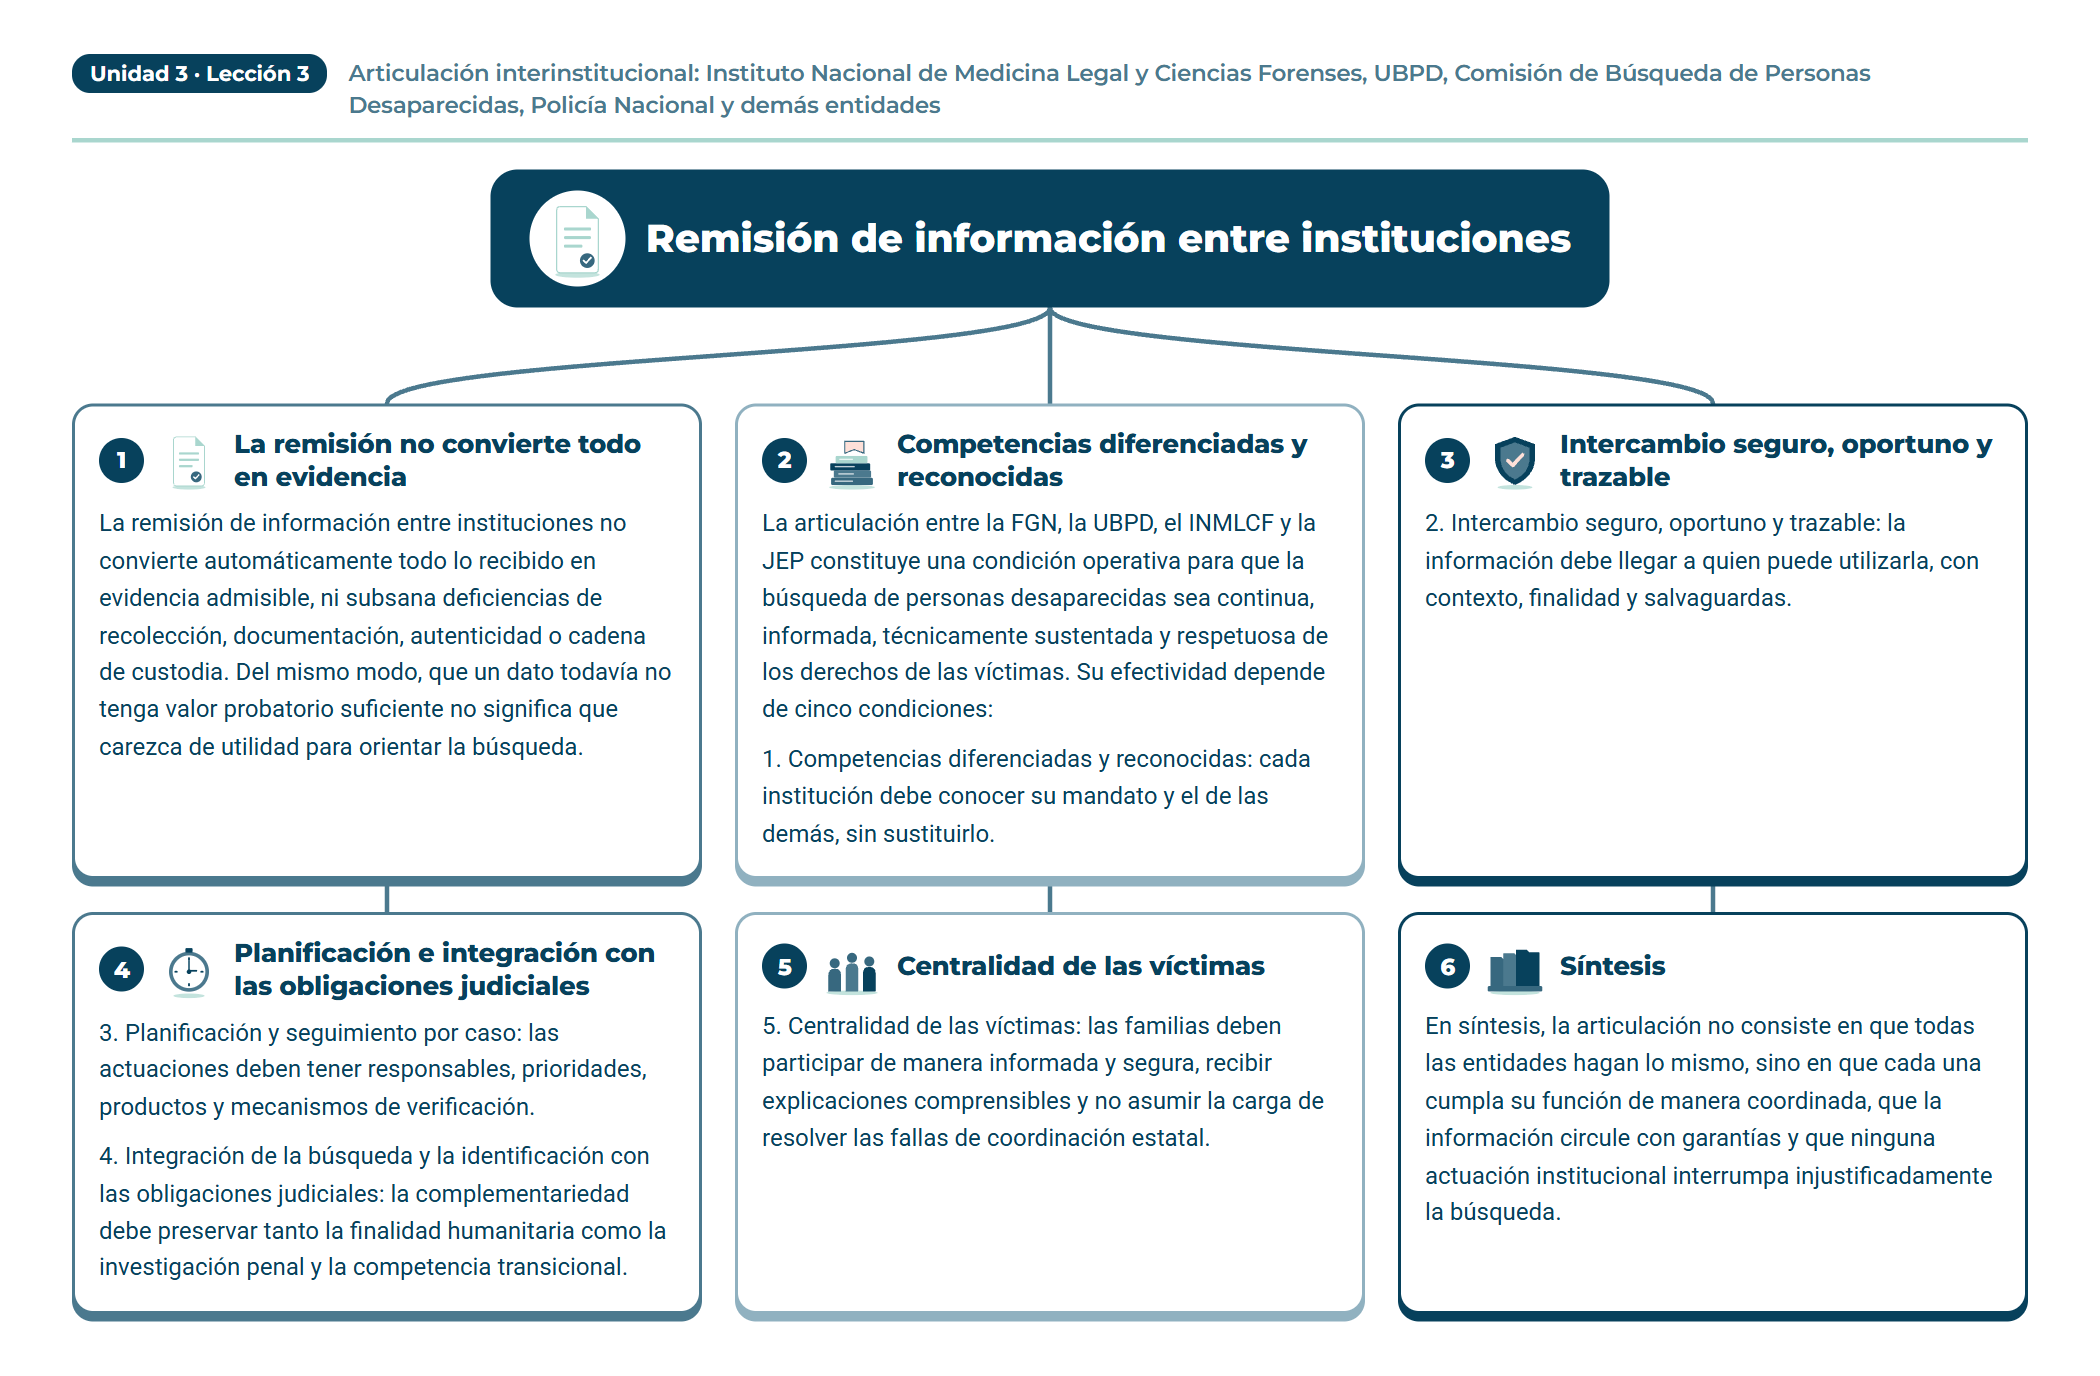 Unidad 3 · Lección 3
Articulación interinstitucional: Instituto Nacional de Medicina Legal y Ciencias Forenses, UBPD, Comisión de Búsqueda de Personas
Desaparecidas, Policía Nacional y demás entidades
Remisión de información entre instituciones
1
La remisión no convierte todo
en evidencia
La remisión de información entre instituciones no
convierte automáticamente todo lo recibido en
evidencia admisible, ni subsana deficiencias de
recolección, documentación, autenticidad o cadena
de custodia. Del mismo modo, que un dato todavía no
tenga valor probatorio suficiente no significa que
carezca de utilidad para orientar la búsqueda.
2
Competencias diferenciadas y
reconocidas
La articulación entre la FGN, la UBPD, el INMLCF y la
JEP constituye una condición operativa para que la
búsqueda de personas desaparecidas sea continua,
informada, técnicamente sustentada y respetuosa de
los derechos de las víctimas. Su efectividad depende
de cinco condiciones:
1. Competencias diferenciadas y reconocidas: cada
institución debe conocer su mandato y el de las
demás, sin sustituirlo.
3
Intercambio seguro, oportuno y
trazable
2. Intercambio seguro, oportuno y trazable: la
información debe llegar a quien puede utilizarla, con
contexto, finalidad y salvaguardas.
4
Planificación e integración con
las obligaciones judiciales
3. Planificación y seguimiento por caso: las
actuaciones deben tener responsables, prioridades,
productos y mecanismos de verificación.
4. Integración de la búsqueda y la identificación con
las obligaciones judiciales: la complementariedad
debe preservar tanto la finalidad humanitaria como la
investigación penal y la competencia transicional.
5
Centralidad de las víctimas
5. Centralidad de las víctimas: las familias deben
participar de manera informada y segura, recibir
explicaciones comprensibles y no asumir la carga de
resolver las fallas de coordinación estatal.
6
Síntesis
En síntesis, la articulación no consiste en que todas
las entidades hagan lo mismo, sino en que cada una
cumpla su función de manera coordinada, que la
información circule con garantías y que ninguna
actuación institucional interrumpa injustificadamente
la búsqueda.